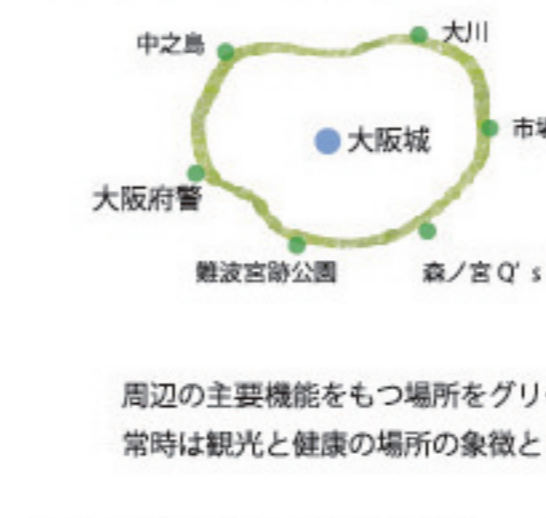 中之島
大川
大阪城
市場
大阪府警
難波宮跡公園
森ノ宮Q's
周辺の主要機能をもつ場所をグリ
常時は観光と健康の場所の象徴と